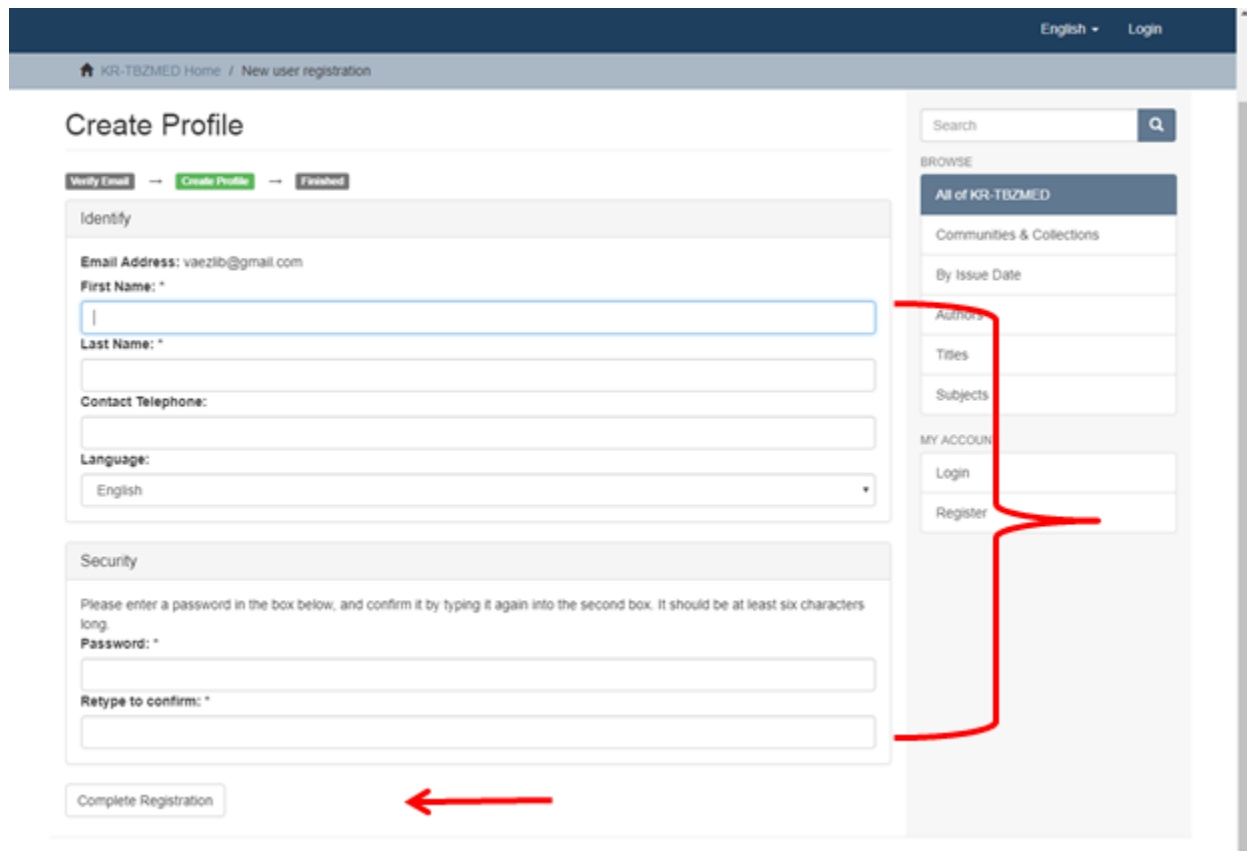 English Login
KR-TBZMED Home / New user registration
Create Profile
Verify Email → Create Profile → Finished
Identify
Email Address: vaezlib@gmail.com
First Name: *
Last Name: *
Contact Telephone:
Language:
English
Security
Please enter a password in the box below, and confirm it by typing it again into the second box. It should be at least six characters
long.
Password: *
Retype to confirm: *
Complete Registration
Search
BROWSE
All of KR-TBZMED
Communities & Collections
By Issue Date
Authors
Titles
Subjects
MY ACCOUNT
Login
Register